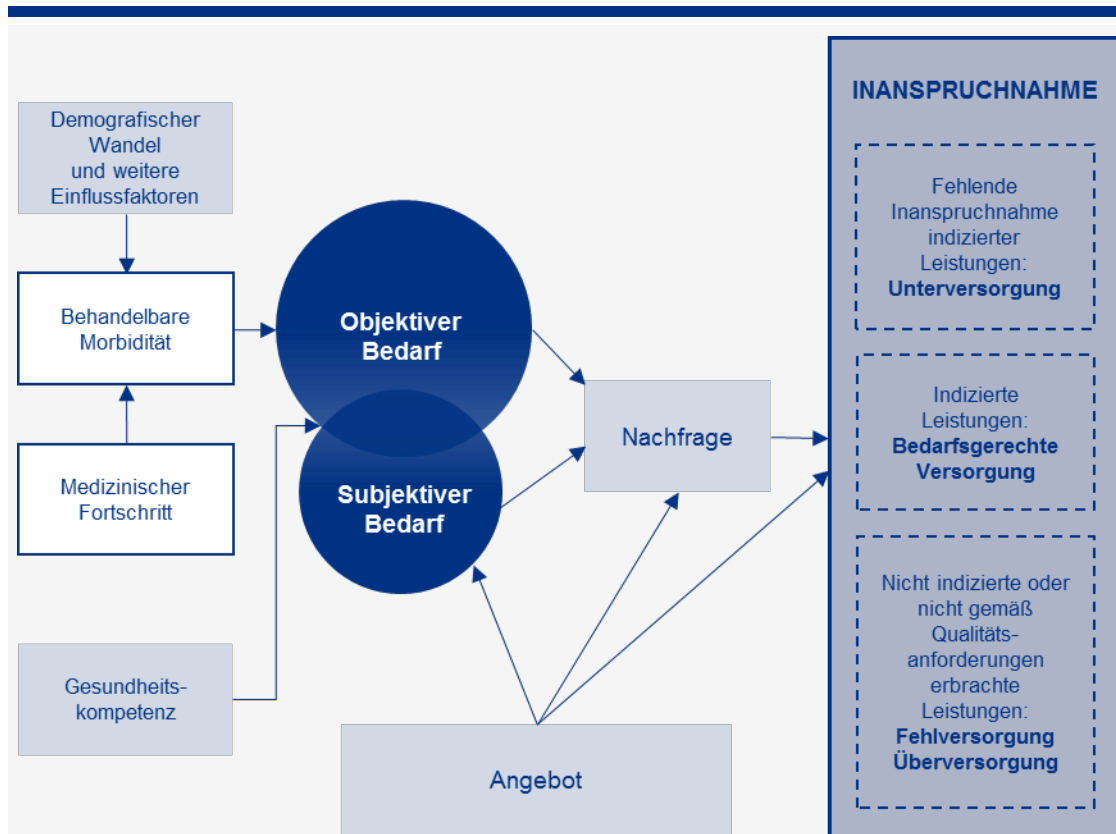 Demografischer
Wandel
und weitere
Einflussfaktoren
Behandelbare
Morbidität
Medizinischer
Fortschritt
Gesundheits-
kompetenz
Objektiver
Bedarf
Subjektiver
Bedarf
Nachfrage
Angebot
INANSPRUCHNAHME
Fehlende
Inanspruchnahme
indizierter
Leistungen:
Unterversorgung
Indizierte
Leistungen:
Bedarfsgerechte
Versorgung
Nicht indizierte oder
nicht gemäß
Qualitäts-
anforderungen
erbrachte
Leistungen:
Fehlversorgung
Überversorgung